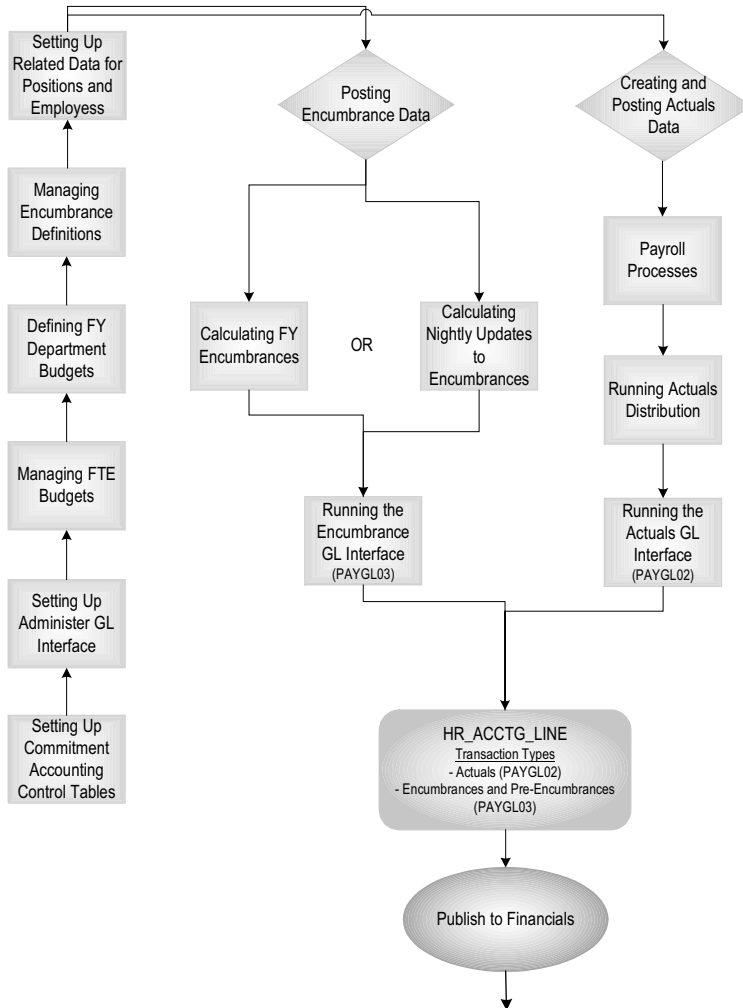 Setting Up
Related Data for
Positions and
Employess
Managing
Encumbrance
Definitions
Defining FY
Department
Budgets
Managing FTE
Budgets
Setting Up
Administer GL
Interface
Setting Up
Commitment
Accounting
Control Tables
Posting
Encumbrance Data
Calculating FY
Encumbrances
OR
Calculating
Nightly Updates
to
Encumbrances
Running the
Encumbrance
GL Interface
(PAYGL03)
Creating and
Posting Actuals
Data
Payroll
Processes
Running Actuals
Distribution
Running the
Actuals GL
Interface
(PAYGL02)
HR_ACCTG_LINE
Transaction Types
- Actuals (PAYGL02)
- Encumbrances and Pre-Encumbrances
(PAYGL03)
Publish to Financials